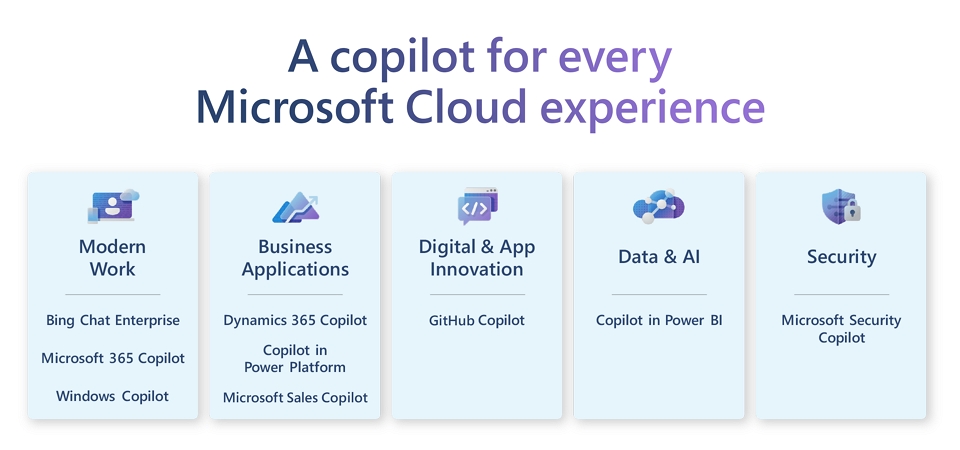 A copilot for every
Microsoft Cloud experience
</>
Modern
Work
Bing Chat Enterprise
Microsoft 365 Copilot
Windows Copilot
Business
Applications
Dynamics 365 Copilot
Copilot in
Power Platform
Microsoft Sales Copilot
Digital & App
Innovation
GitHub Copilot
Data & AI
Copilot in Power BI
Security
Microsoft Security
Copilot